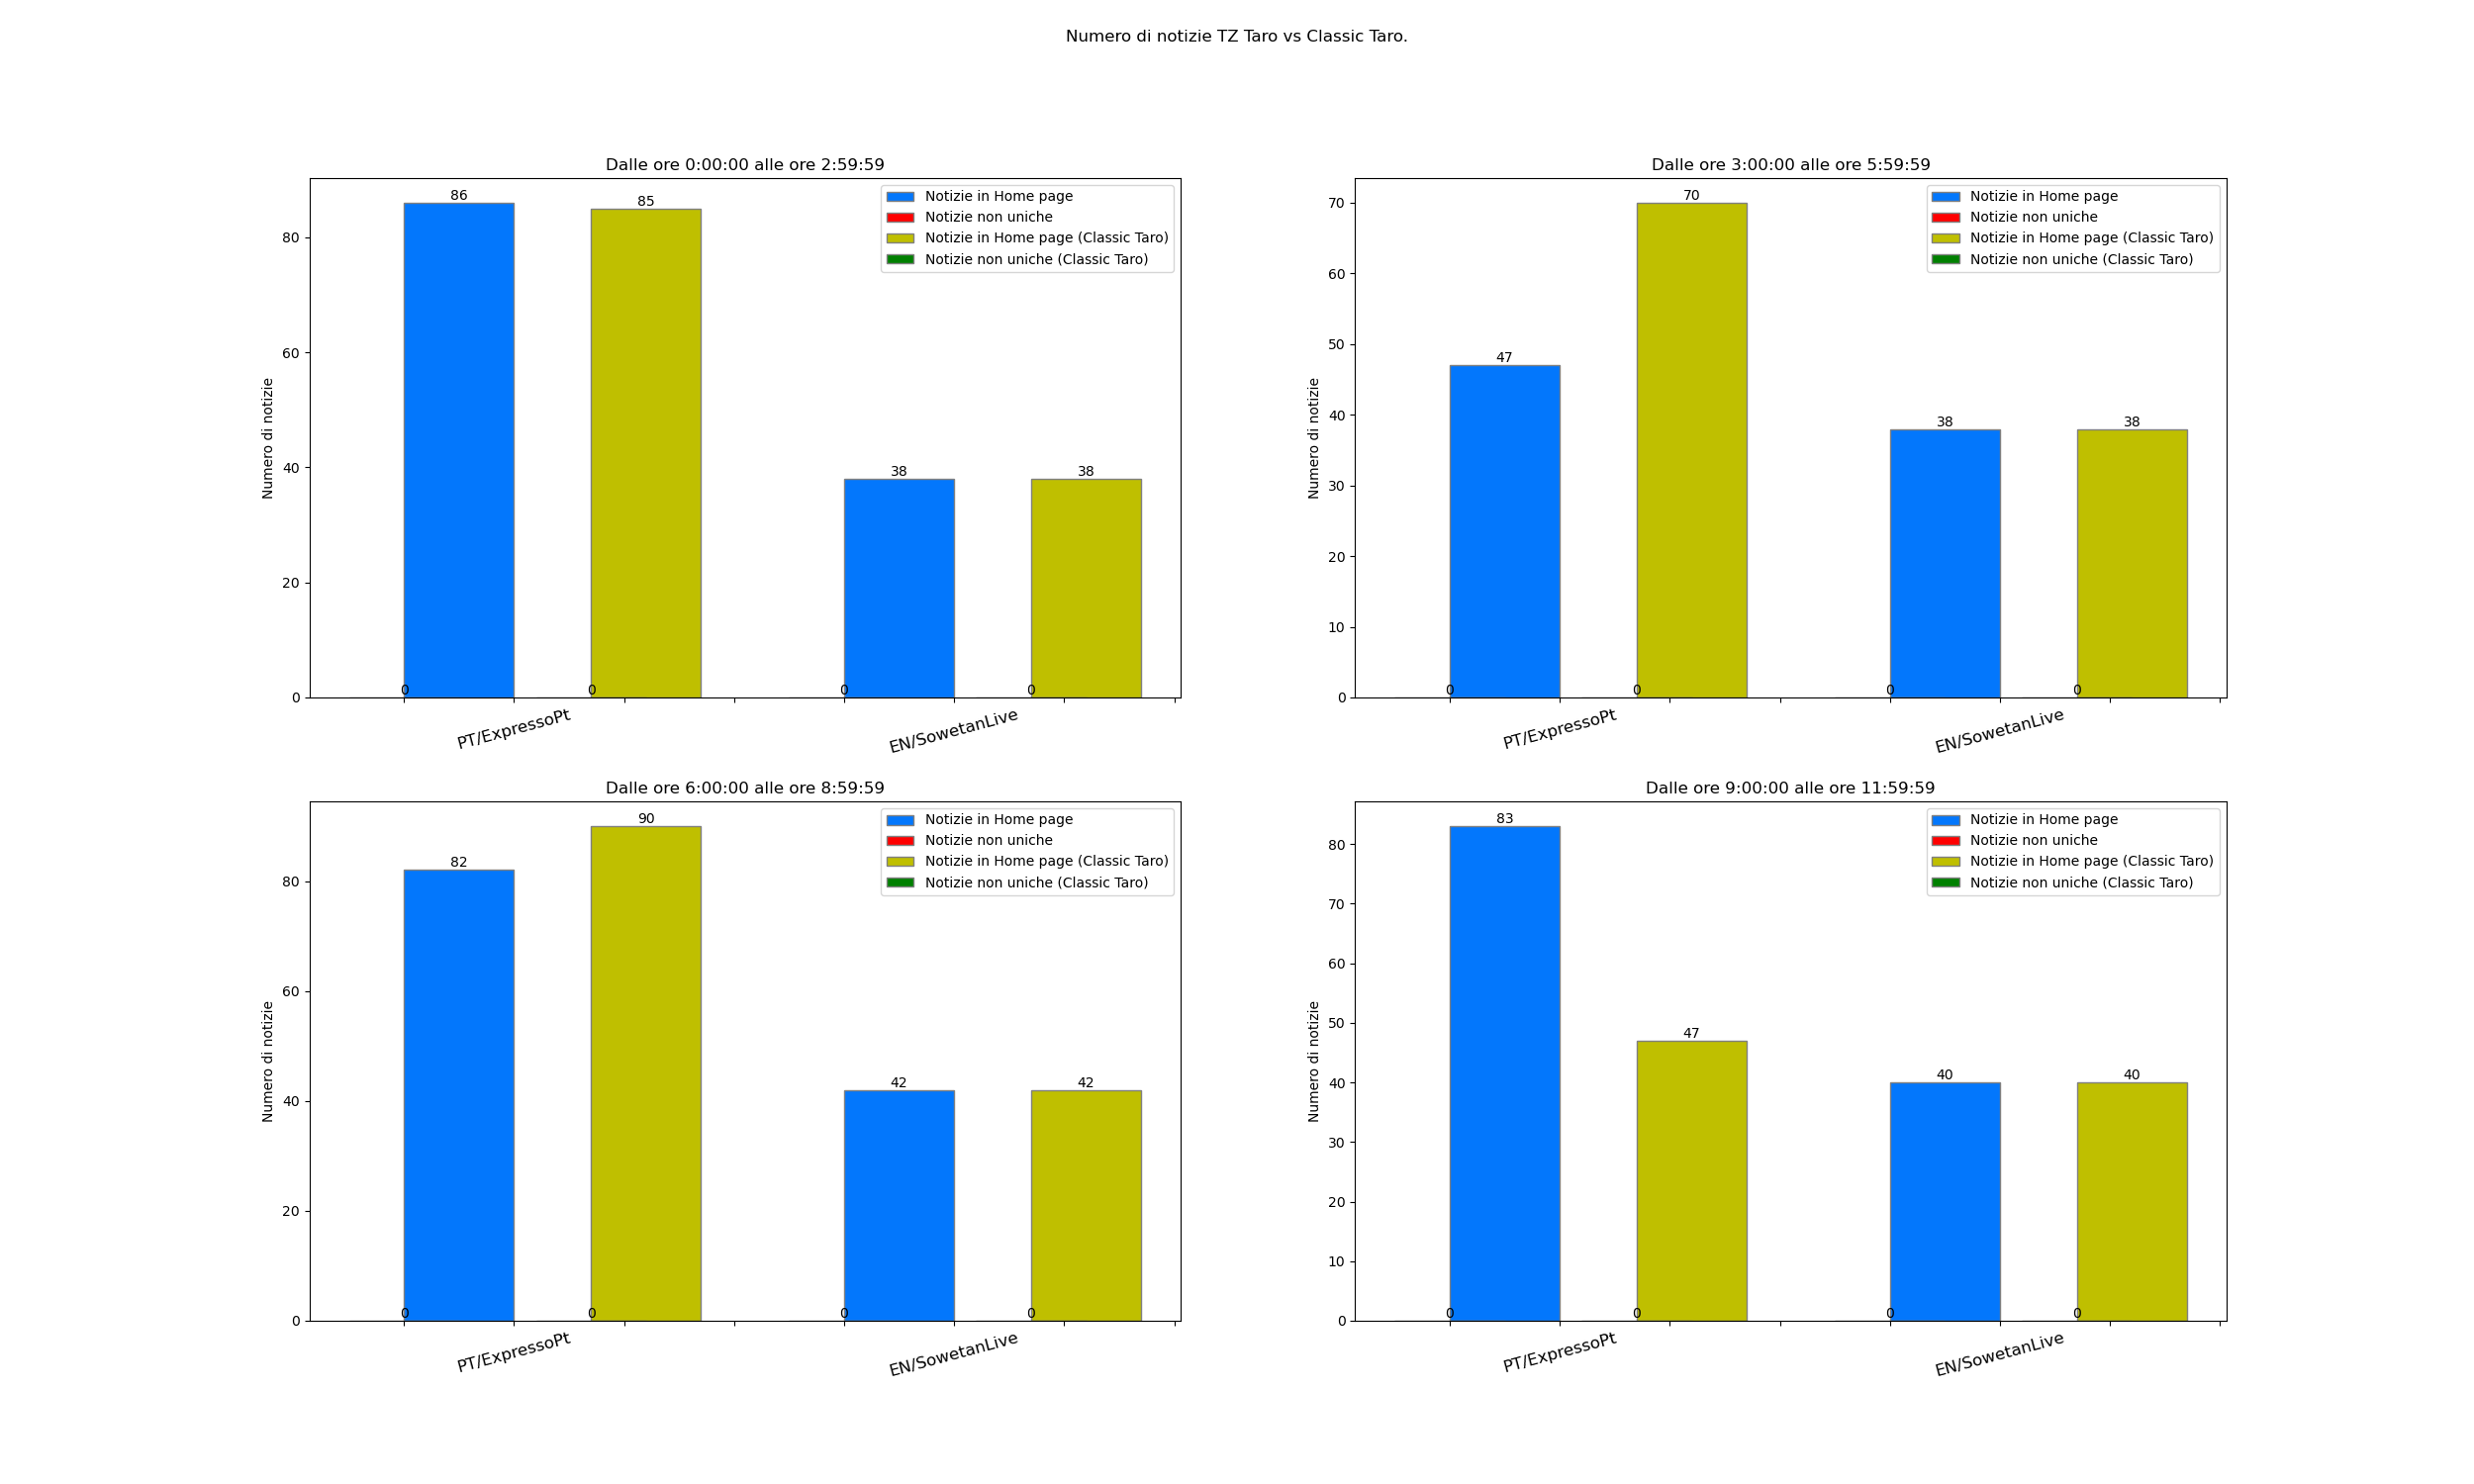 Numero di notizie TZ Taro vs Classic Taro.
Dalle ore 0:00:00 alle ore 2:59:59
Numero di notizie
80
60
40
20
0
86
85
38
38
0
0
0
0
Notizie in Home page
Notizie non uniche
Notizie in Home page (Classic Taro)
Notizie non uniche (Classic Taro)
PT/ExpressoPt
EN/SowetanLive
Dalle ore 3:00:00 alle ore 5:59:59
Numero di notizie
70
60
50
40
30
20
10
0
47
70
38
38
0
0
0
0
Notizie in Home page
Notizie non uniche
Notizie in Home page (Classic Taro)
Notizie non uniche (Classic Taro)
PT/ExpressoPt
EN/SowetanLive
Dalle ore 6:00:00 alle ore 8:59:59
Numero di notizie
80
60
40
20
0
82
90
42
42
0
0
0
0
Notizie in Home page
Notizie non uniche
Notizie in Home page (Classic Taro)
Notizie non uniche (Classic Taro)
PT/ExpressoPt
EN/SowetanLive
Dalle ore 9:00:00 alle ore 11:59:59
Numero di notizie
80
70
60
50
40
30
20
10
0
83
47
40
40
0
0
0
0
Notizie in Home page
Notizie non uniche
Notizie in Home page (Classic Taro)
Notizie non uniche (Classic Taro)
PT/ExpressoPt
EN/SowetanLive